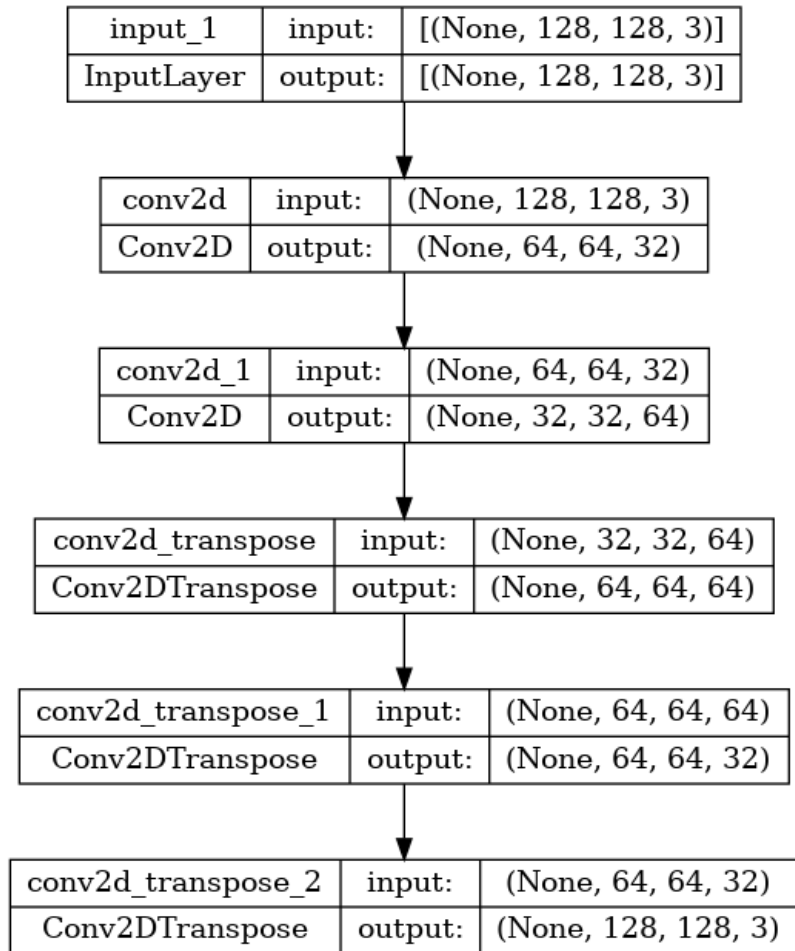 input_1 input: [(None, 128, 128, 3)]
InputLayer output: [(None, 128, 128, 3)]
conv2d input: (None, 128, 128, 3)
Conv2D output: (None, 64, 64, 32)
conv2d_1 input: (None, 64, 64, 32)
Conv2D output: (None, 32, 32, 64)
conv2d_transpose input: (None, 32, 32, 64)
Conv2DTranspose output: (None, 64, 64, 64)
conv2d_transpose_1 input: (None, 64, 64, 64)
Conv2DTranspose output: (None, 64, 64, 32)
conv2d_transpose_2 input: (None, 64, 64, 32)
Conv2DTranspose output: (None, 128, 128, 3)